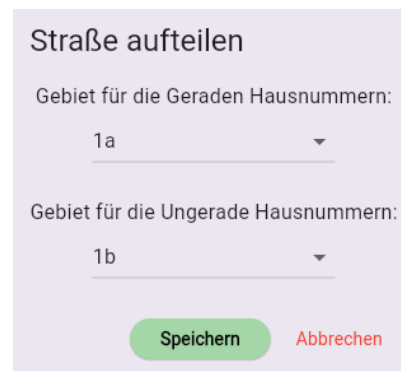 Straße aufteilen
Gebiet für die Geraden Hausnummern:
1a
Gebiet für die Ungerade Hausnummern:
1b
Speichern Abbrechen